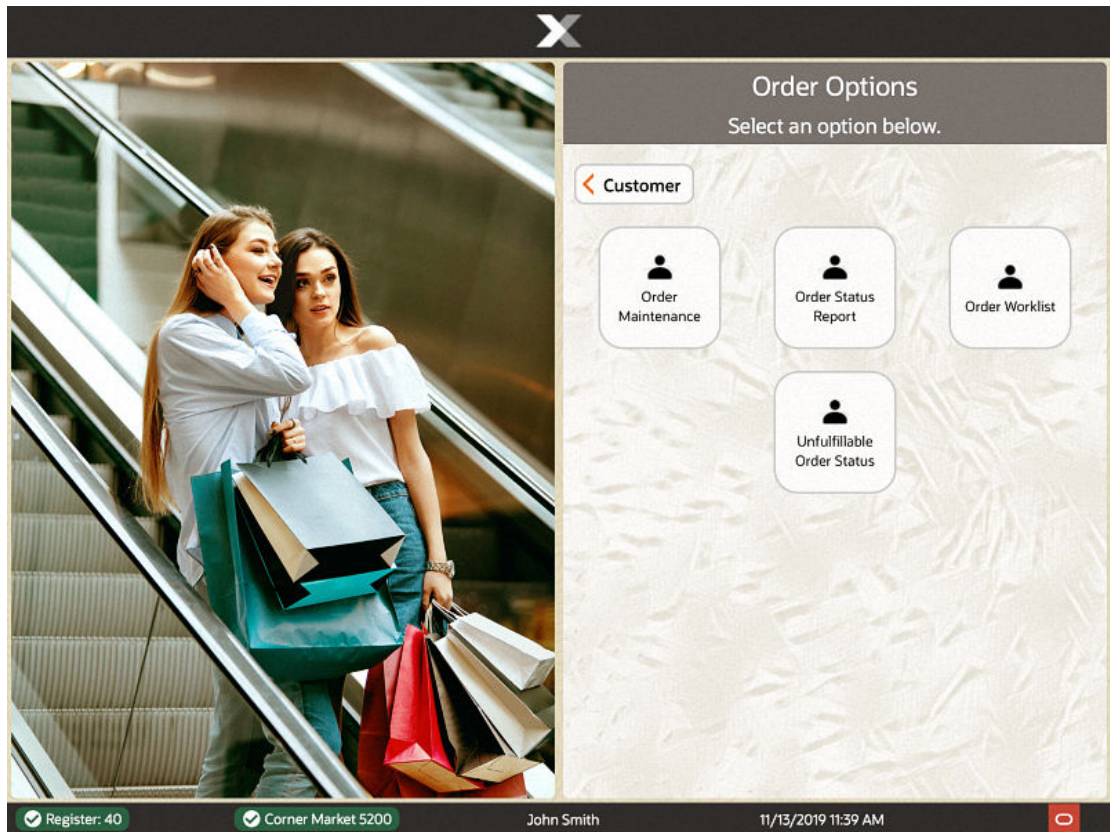 Order Options
Select an option below.
Customer
Order
Maintenance
Order Status
Report
Order Worklist
Unfulfillable
Order Status
Register: 40
Corner Market 5200
John Smith
11/13/2019 11:39 AM